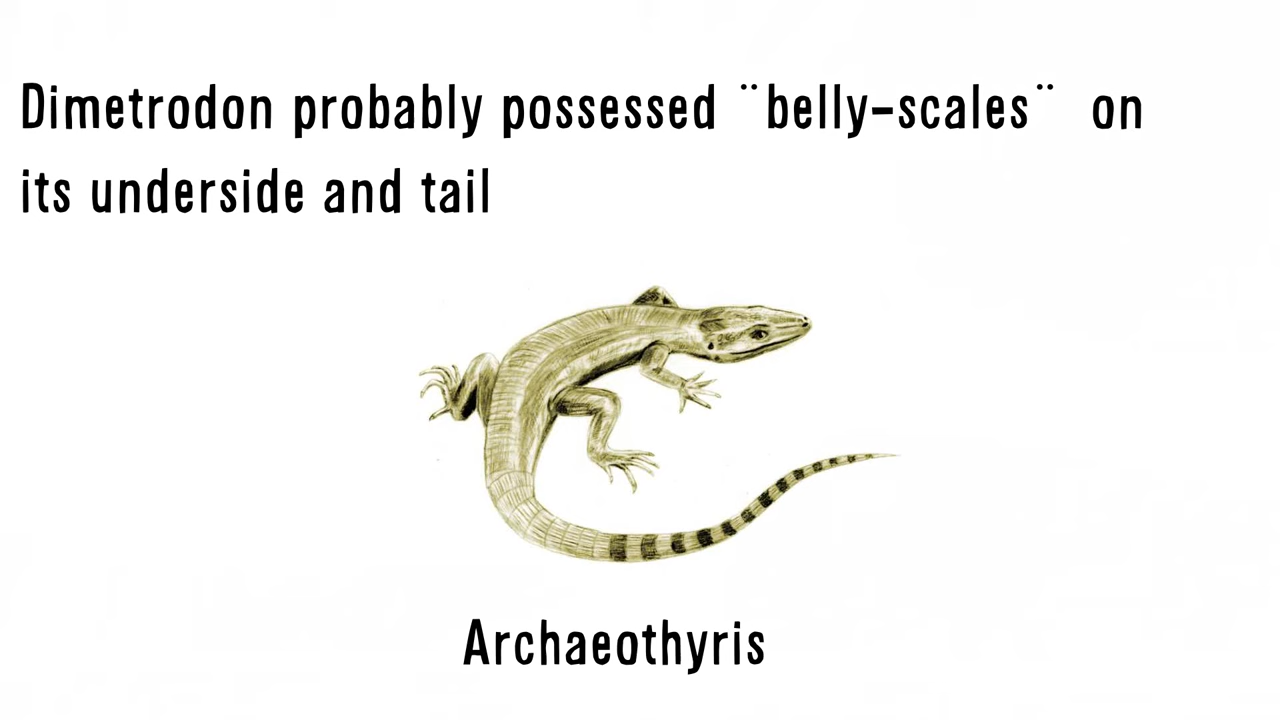 Dimetrodon probably possessed ¨belly-scales¨ on
its underside and tail
Archaeothyris